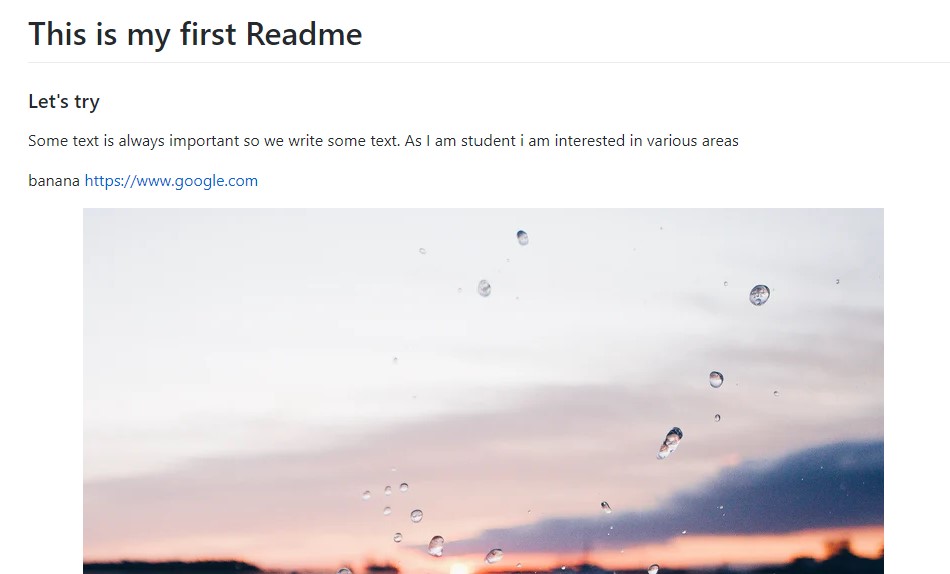 This is my first Readme
Let's try
Some text is always important so we write some text. As I am student i am interested in various areas
banana https://www.google.com